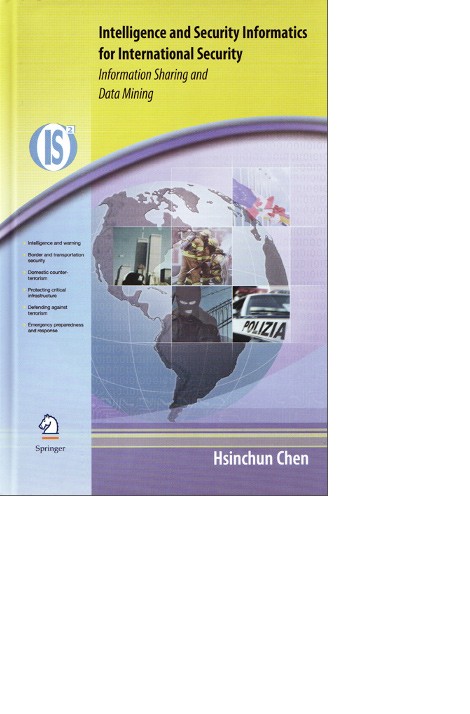 Intelligence and Security Informatics
for International Security
Information Sharing and
Data Mining
IS2
Intelligence and warning
Border and transportation
security
Domestic counter-
terrorism
Protecting critical
infrastructure
Defending against
terrorism
Emergency preparedness
and response
POLIZIA
Springer
Hsinchun Chen